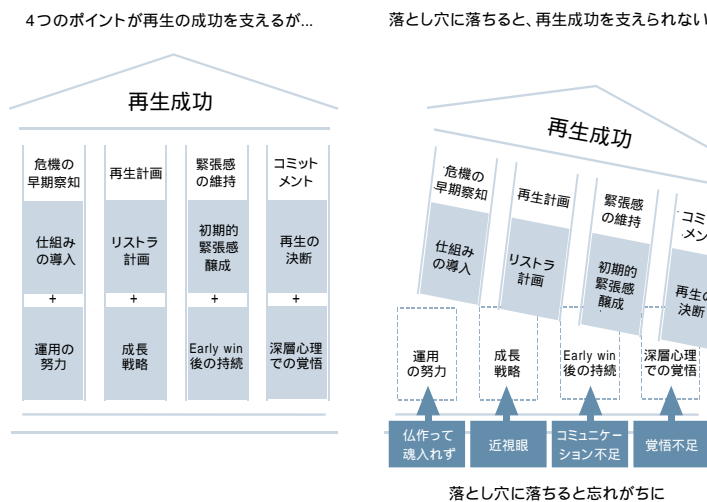 4つのポイントが再生の成功を支えるが...
再生成功
危機の
早期察知
再生計画
緊張感
の維持
コミット
メント
仕組み
の導入
リストラ
計画
初期的
緊張感
醸成
再生の
決断
+ + + +
運用の
努力
成長
戦略
Early win
後の持続
深層心理
での覚悟
落とし穴に落ちると、再生成功を支えられない
再生成功
危機の
早期察知
再生計画
緊張感
の維持
コミ
メン
仕組み
の導入
リストラ
計画
初期的
緊張感
醸成
再生の
決断
運用
の努力
成長
戦略
Early win
後の持続
深層心理
での覚悟
仏作って
魂入れず
近視眼
コミュニケー
ション不足
覚悟不足
落とし穴に落ちると忘れがちに